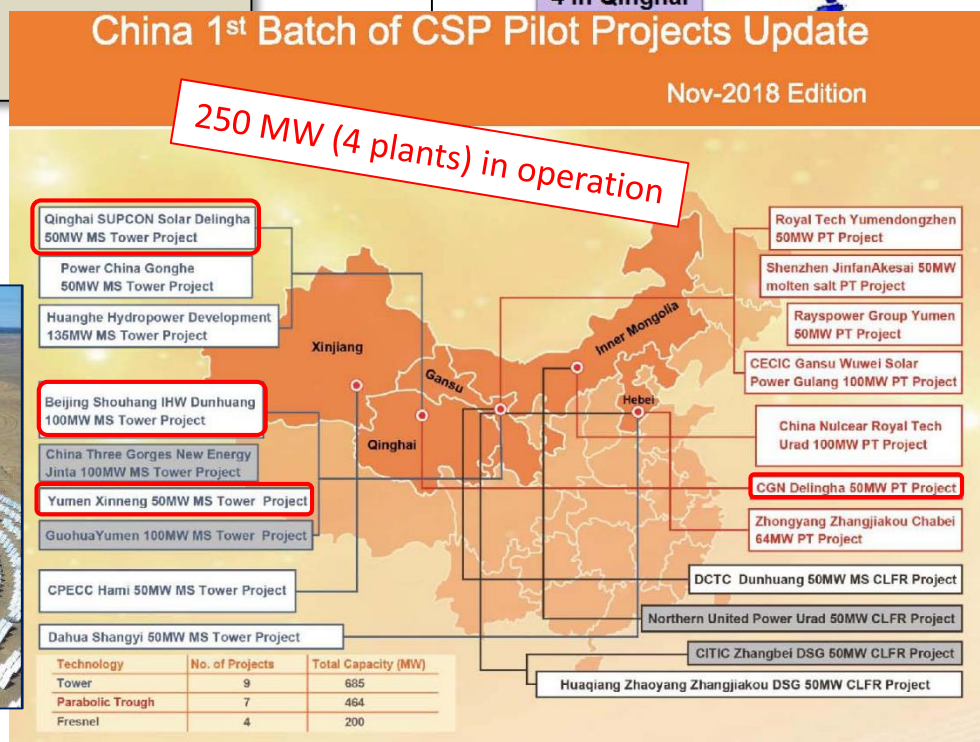 4 in Qinghai
China 1st Batch of CSP Pilot Projects Update
Nov-2018 Edition
250 MW (4 plants) in operation
Qinghai SUPCON Solar Delingha
50MW MS Tower Project
Power China Gonghe
50MW MS Tower Project
Huanghe Hydropower Development
135MW MS Tower Project
Beijing Shouhang IHW Dunhuang
100MW MS Tower Project
China Three Gorges New Energy
Jinta 100MW MS Tower Project
Yumen Xinneng 50MW MS Tower Project
GuohuaYumen 100MW MS Tower Project
CPECC Hami 50MW MS Tower Project
Dahua Shangyi 50MW MS Tower Project
Xinjiang
Gansu
Qinghai
Inner Mongolia
Hebei
Royal Tech Yumendongzhen
50MW PT Project
Shenzhen JinfanAkesai 50MW
molten salt PT Project
Rayspower Group Yumen
50MW PT Project
CECIC Gansu Wuwei Solar
Power Gulang 100MW PT Project
China Nulcear Royal Tech
Urad 100MW PT Project
CGN Delingha 50MW PT Project
Zhongyang Zhangjiakou Chabei
64MW PT Project
DCTC Dunhuang 50MW MS CLFR Project
Northern United Power Urad 50MW CLFR Project
CITIC Zhangbei DSG 50MW CLFR Project
Huaqiang Zhaoyang Zhangjiakou DSG 50MW CLFR Project
Technology No. of Projects Total Capacity (MW)
Tower 9 685
Parabolic Trough 7 464
Fresnel 4 200